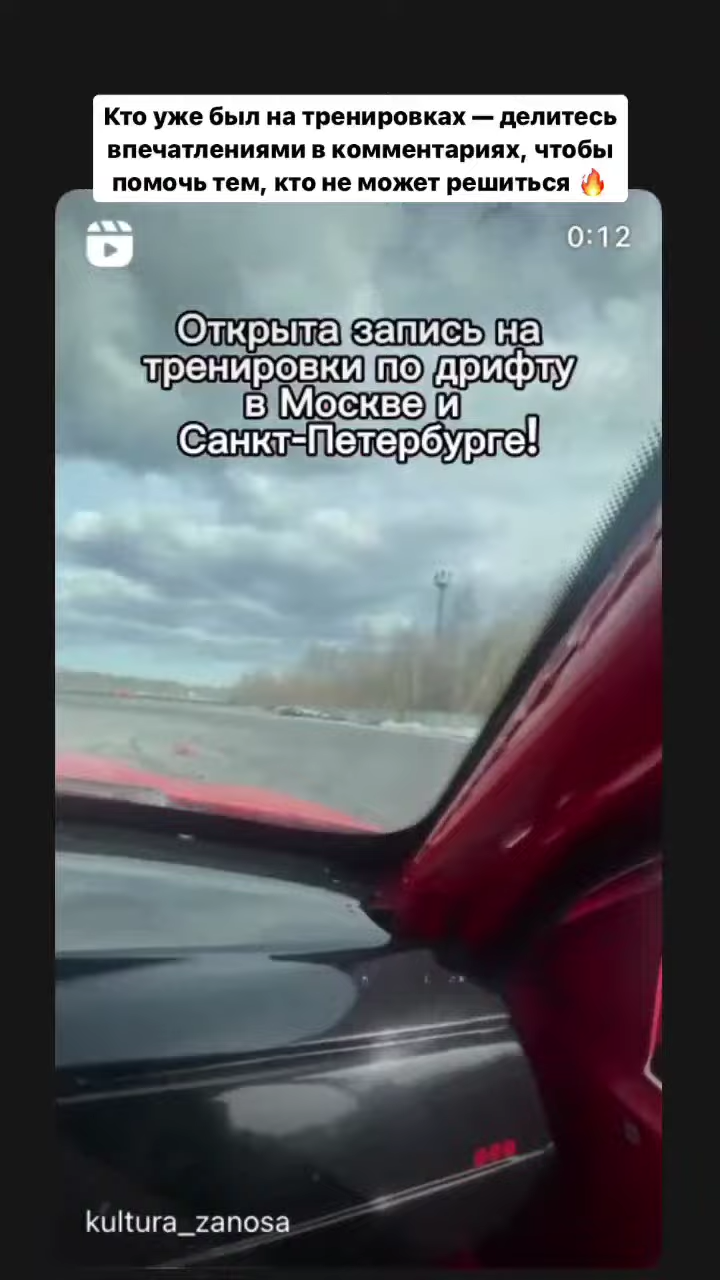 Кто уже был на тренировках — делитесь
впечатлениями в комментариях, чтобы
помочь тем, кто не может решиться 🔥
0:12
Открыта запись на
тренировки по дрифту
в Москве и
Санкт-Петербурге!
kultura_zanosa